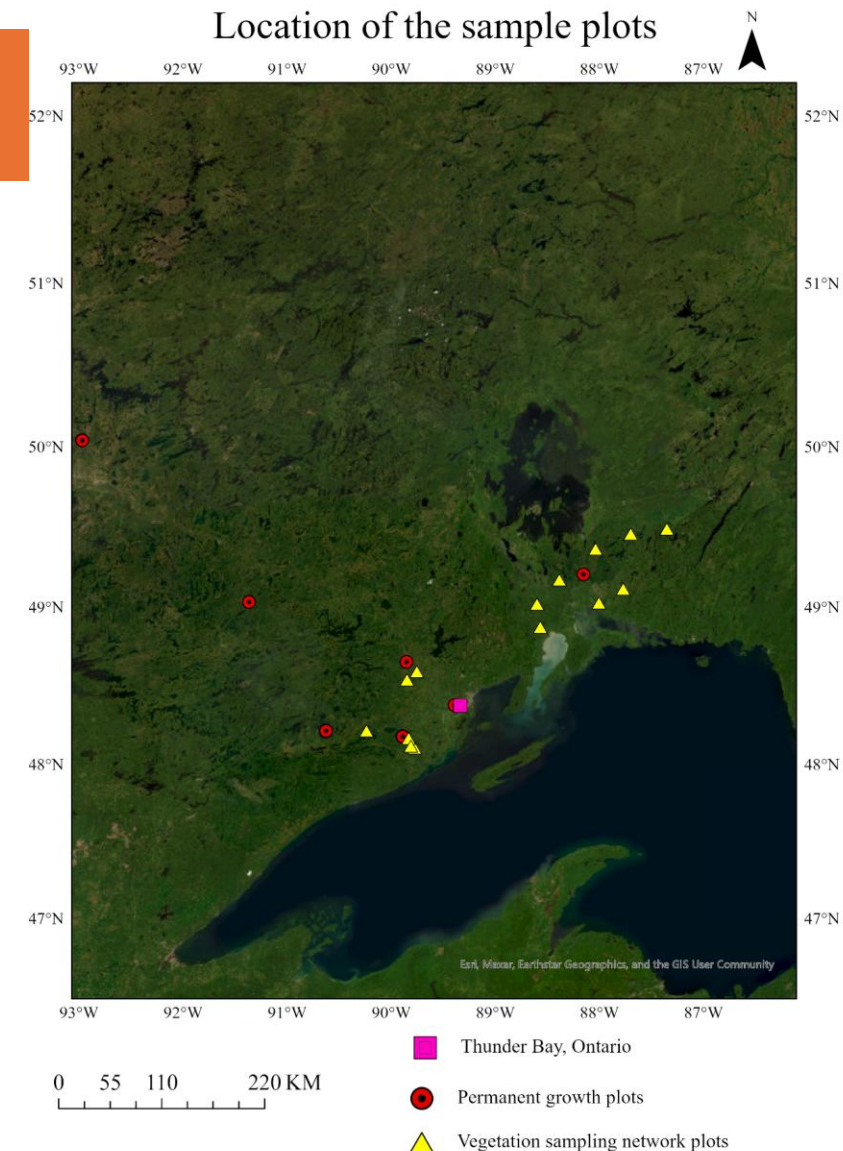 Location of the sample plots
N
93°W 92°W 91°W 90°W 89°W 88°W 87°W
52°N 52°N
51°N 51°N
50°N 50°N
49°N 49°N
48°N 48°N
47°N 47°N
Esri, Maxar, Earthstar Geographics, and the GIS User Community
93°W 92°W 91°W 90°W 89°W 88°W 87°W
Thunder Bay, Ontario
0 55 110 220 KM
Permanent growth plots
Vegetation sampling network plots